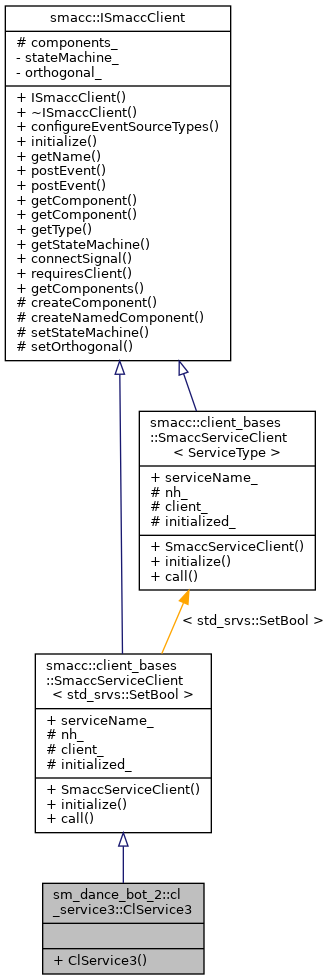 smacc::ISmaccClient
# components_
- stateMachine_
- orthogonal_
+ ISmaccClient()
+ ~ISmaccClient()
+ configureEventSourceTypes()
+ initialize()
+ getName()
+ postEvent()
+ postEvent()
+ getComponent()
+ getComponent()
+ getType()
+ getStateMachine()
+ connectSignal()
+ requiresClient()
+ getComponents()
# createComponent()
# createNamedComponent()
# setStateMachine()
# setOrthogonal()
smacc::client_bases
::SmaccServiceClient
< ServiceType >
+ serviceName_
# nh_
# client_
# initialized_
+ SmaccServiceClient()
+ initialize()
+ call()
< std_srvs::SetBool >
smacc::client_bases
::SmaccServiceClient
< std_srvs::SetBool >
+ serviceName_
# nh_
# client_
# initialized_
+ SmaccServiceClient()
+ initialize()
+ call()
sm_dance_bot_2::cl
_service3::ClService3
+ ClService3()